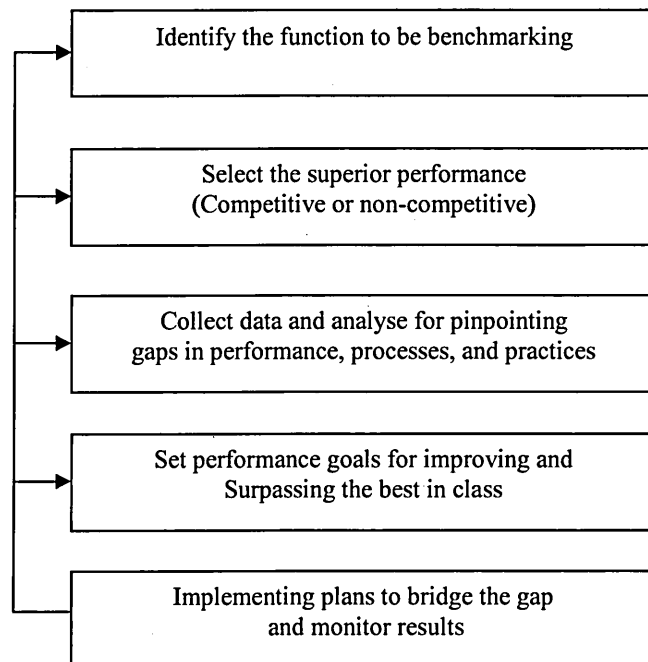 Identify the function to be benchmarking
Select the superior performance
(Competitive or non-competitive)
Collect data and analyse for pinpointing
gaps in performance, processes, and practices
Set performance goals for improving and
Surpassing the best in class
Implementing plans to bridge the gap
and monitor results